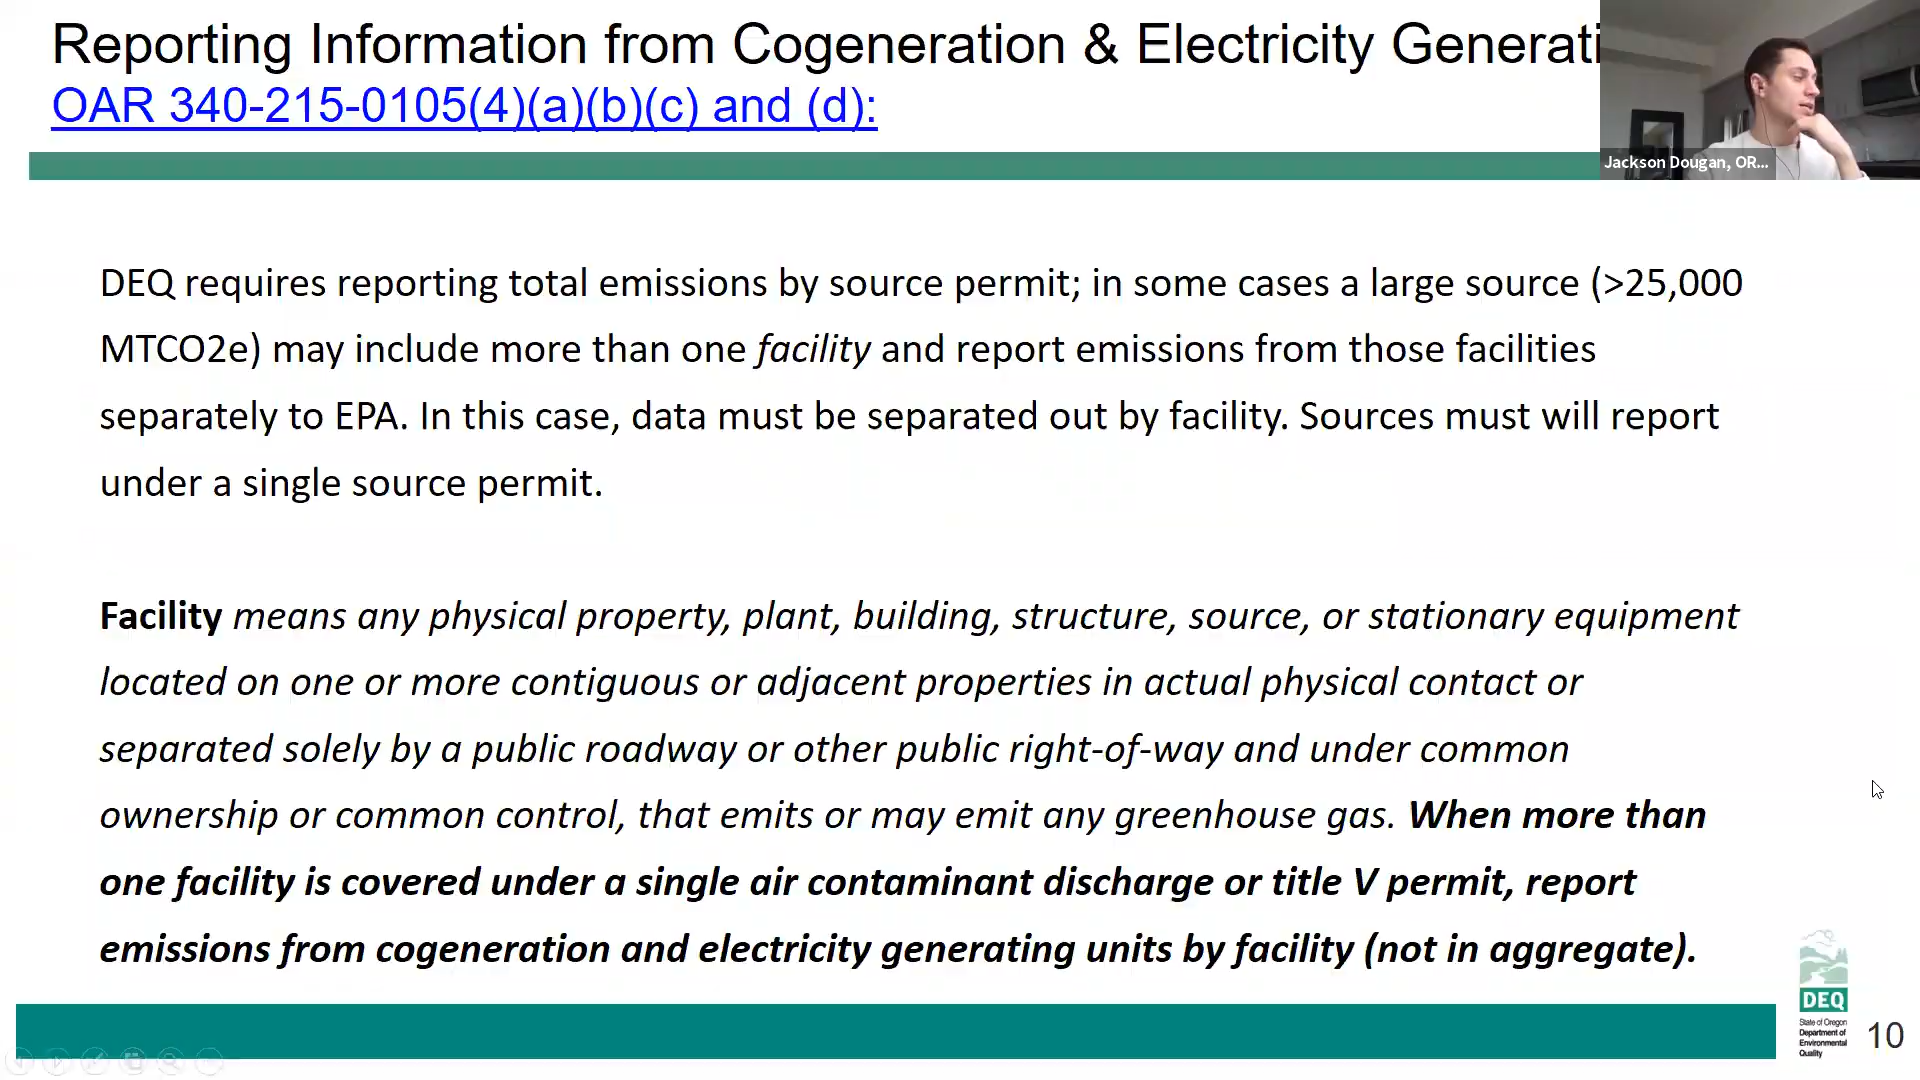 Reporting Information from Cogeneration & Electricity Generati
OAR 340-215-0105(4)(a)(b)(c) and (d):
Jackson Dougan, OR...
DEQ requires reporting total emissions by source permit; in some cases a large source (>25,000
MTCO2e) may include more than one facility and report emissions from those facilities
separately to EPA. In this case, data must be separated out by facility. Sources must will report
under a single source permit.
Facility means any physical property, plant, building, structure, source, or stationary equipment
located on one or more contiguous or adjacent properties in actual physical contact or
separated solely by a public roadway or other public right-of-way and under common
ownership or common control, that emits or may emit any greenhouse gas. When more than
one facility is covered under a single air contaminant discharge or title V permit, report
emissions from cogeneration and electricity generating units by facility (not in aggregate).
DEQ
State of Oregon
Department of
Environmental
Quality
10